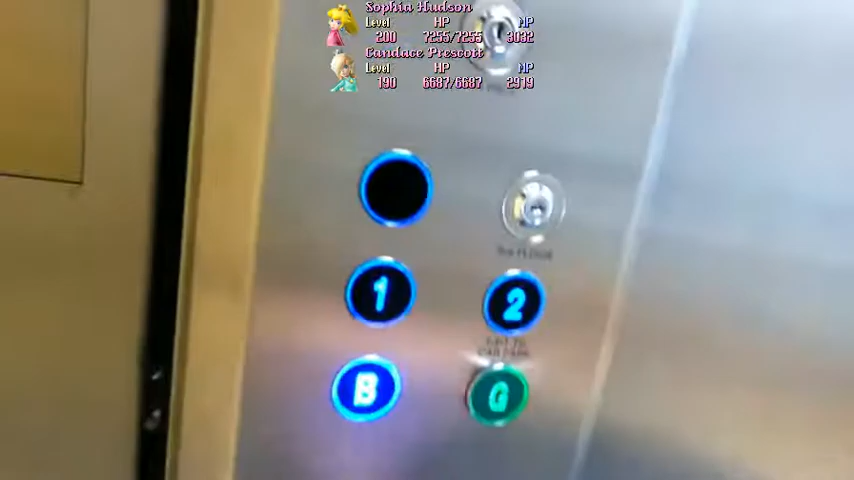 Sophia Hudson
Level HP MP
200 7255/7255 3032
Candace Prescott
Level HP MP
190 6687/6687 2919
1 2
B G